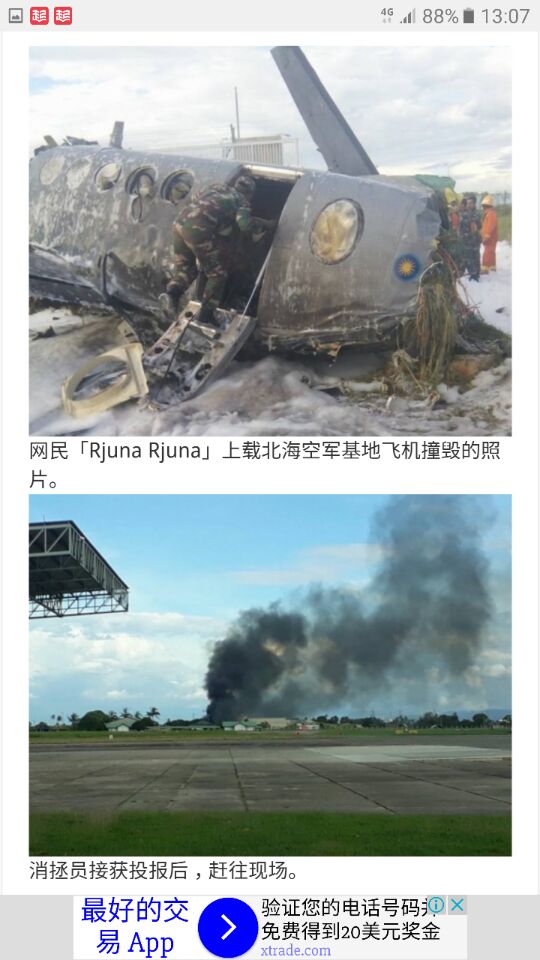 起 起 4G 88% 13:07
网民「Rjuna Rjuna」上载北海空军基地飞机撞毁的照
片。
消拯员接获投报后，赶往现场。
最好的交
易 App
验证您的电话号码并
免费得到20美元奖金
xtrade.com